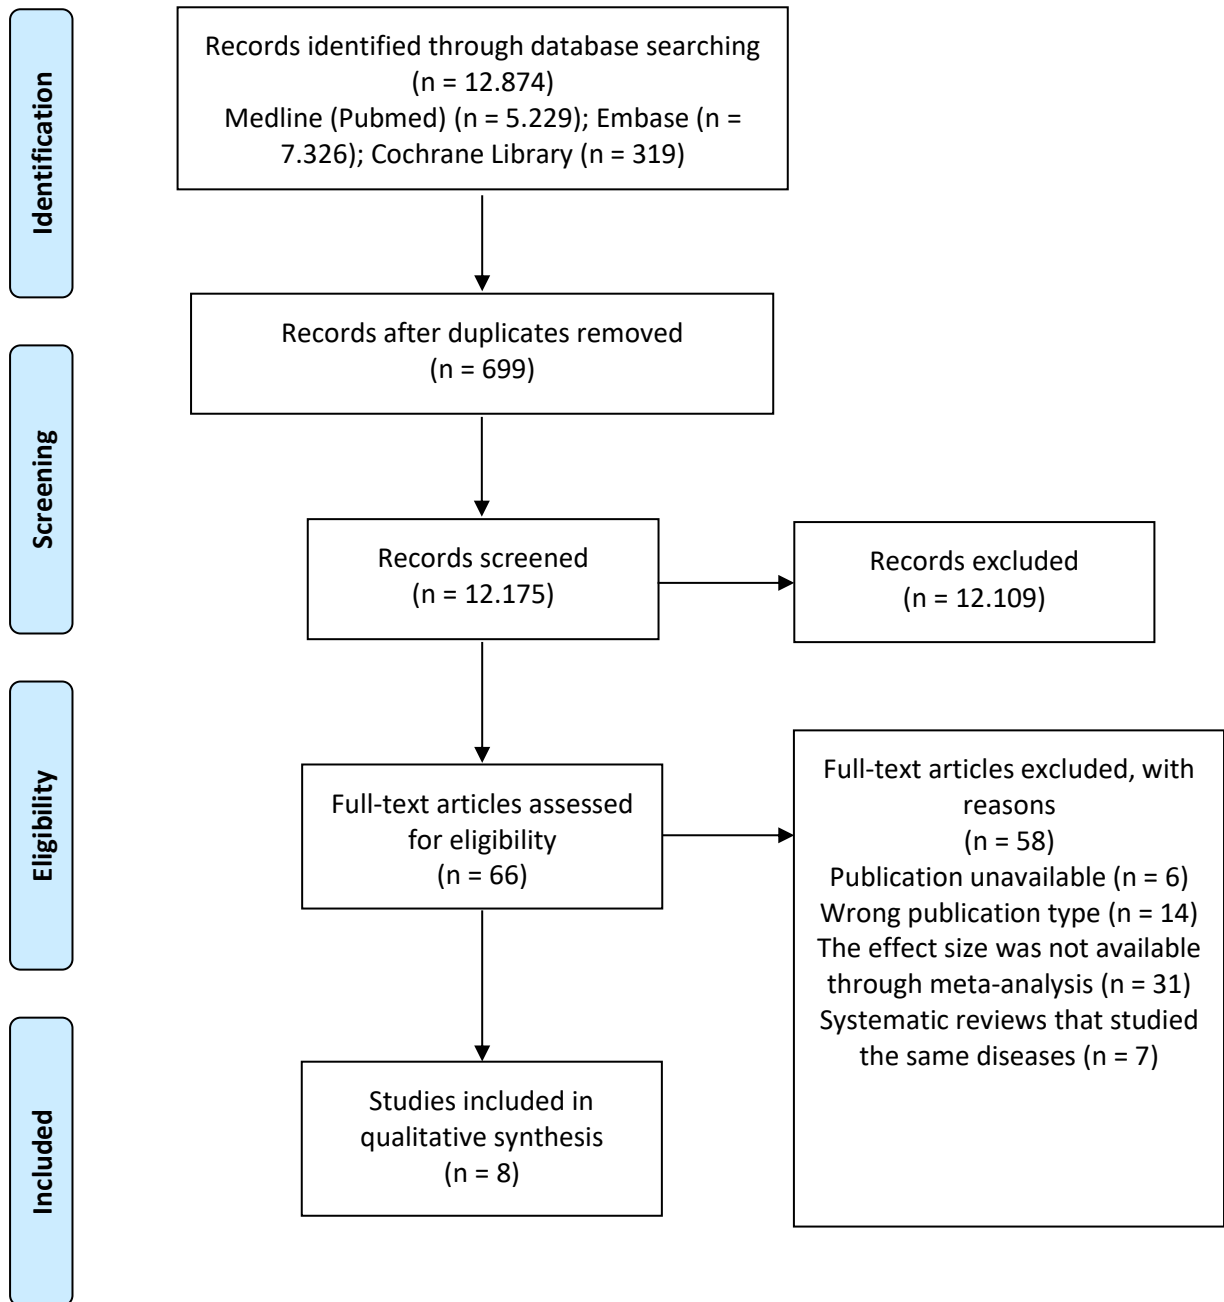 Identification
Records identified through database searching
(n = 12.874)
Medline (Pubmed) (n = 5.229); Embase (n =
7.326); Cochrane Library (n = 319)
Records after duplicates removed
(n = 699)
Screening
Records screened
(n = 12.175)
Records excluded
(n = 12.109)
Eligibility
Full-text articles assessed
for eligibility
(n = 66)
Full-text articles excluded, with
reasons
(n = 58)
Publication unavailable (n = 6)
Wrong publication type (n = 14)
The effect size was not available
through meta-analysis (n = 31)
Systematic reviews that studied
the same diseases (n = 7)
Included
Studies included in
qualitative synthesis
(n = 8)